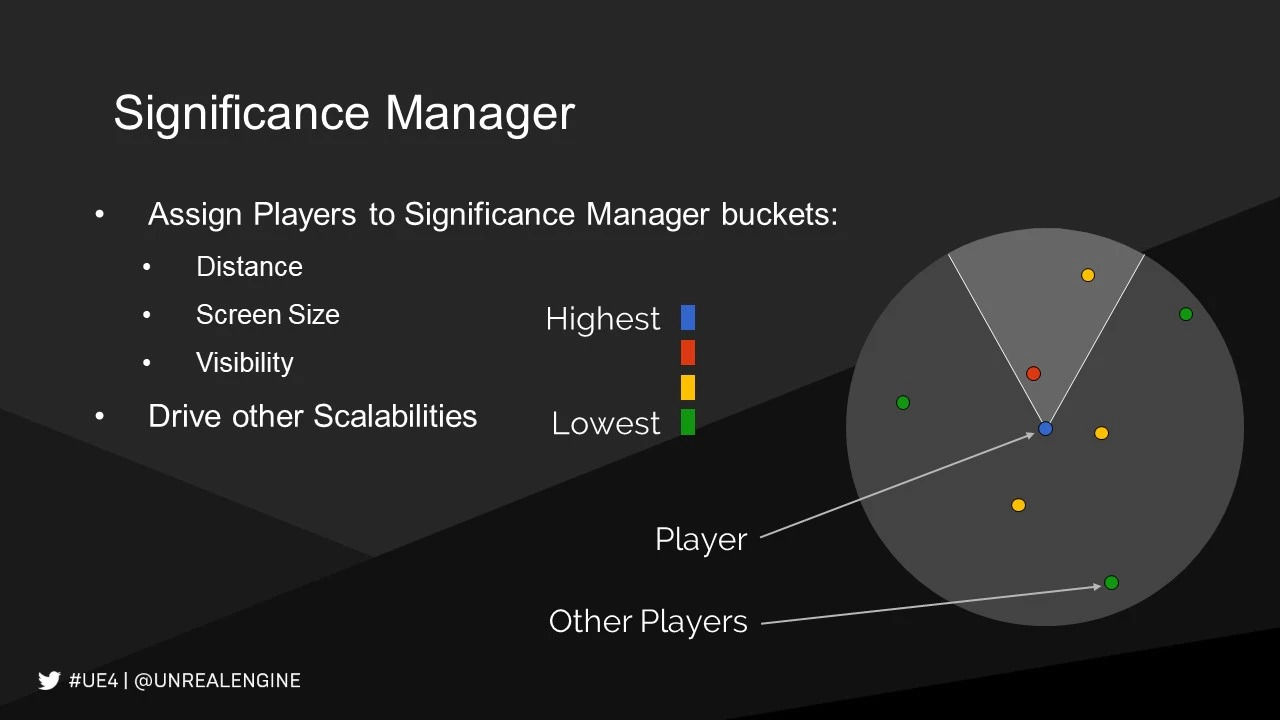 Significance Manager
• Assign Players to Significance Manager buckets:
• Distance
• Screen Size
• Visibility
• Drive other Scalabilities
Highest
Lowest
Player
Other Players
#UE4 | @UNREALENGINE